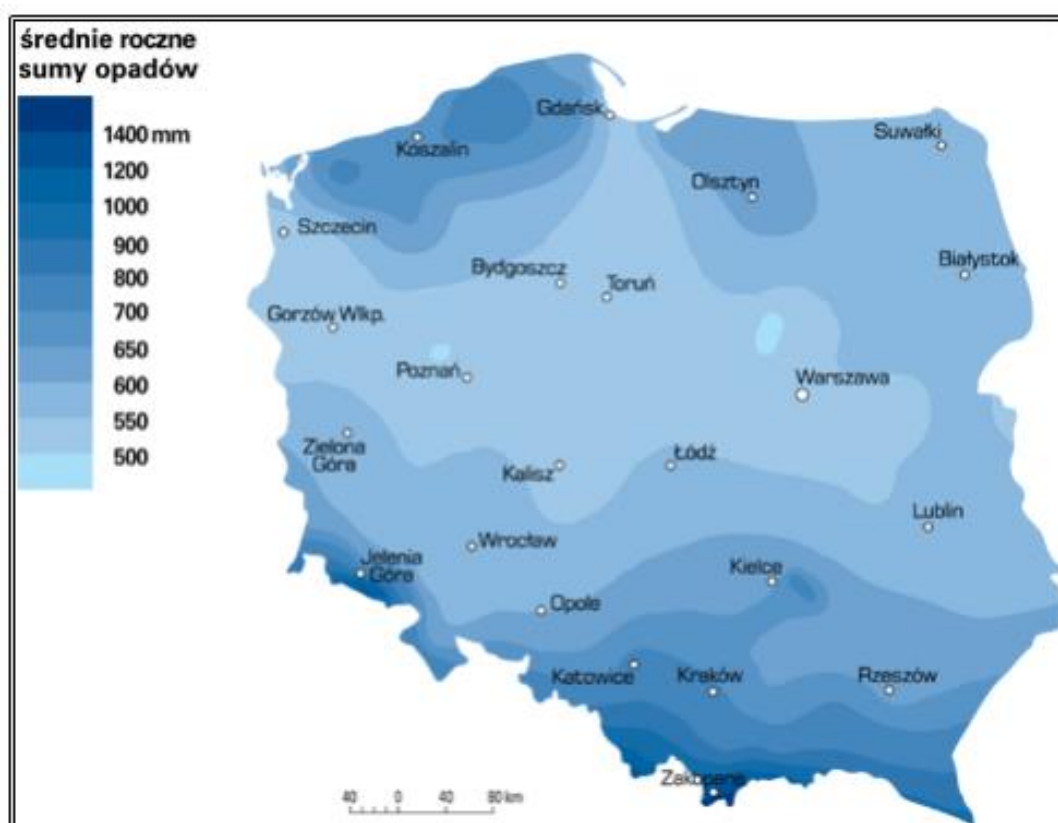 średnie roczne
sumy opadów
1400 mm
1200
1000
900
800
700
650
600
550
500
Gdańsk
Koszalin
Suwałki
Olsztyn
Szczecin
Białystok
Bydgoszcz
Toruń
Gorzów Wlkp.
Poznań
Warszawa
Zielona
Góra
Kalisz
Łódź
Lublin
Wrocław
Jelenia
Góra
Kielce
Opole
Katowice
Kraków
Rzeszów
Zakopane
40 0 40 80 km